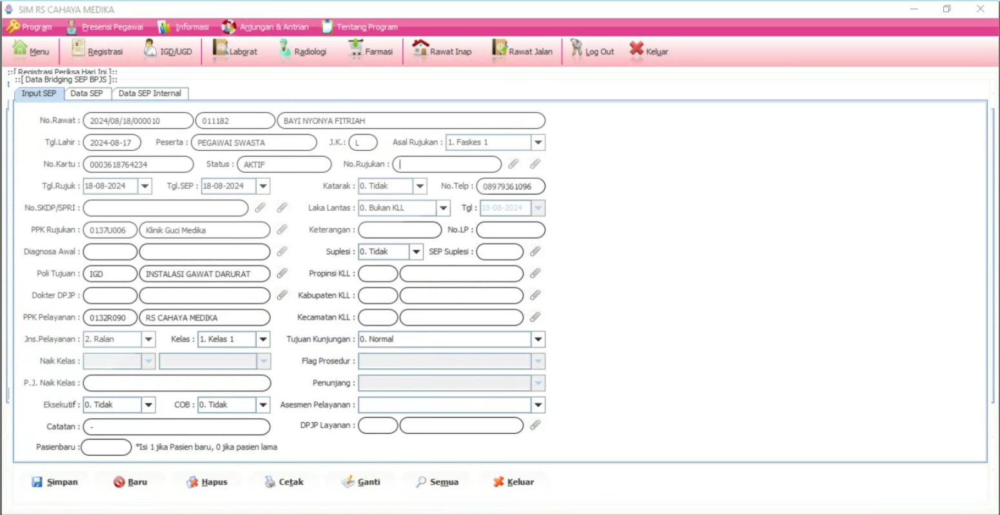 SIM RS CAHAYA MEDIKA
Program Presensi Pegawai Informasi Anjungan & Antrian Tentang Program
Menu Registrasi IGD/UGD Laborat Radiologi Farmasi Rawat Inap Rawat Jalan Log Out Keluar
::[ Registrasi Periksa Hari Ini ]::
::[ Data Bridging SEP BPJS ]::
Input SEP Data SEP Data SEP Internal
No.Rawat : 2024/08/18/000010 011182 BAYI NYONYA FITRIAH
Tgl.Lahir : 2024-08-17 Peserta : PEGAWAI SWASTA J.K.: L Asal Rujukan : 1. Faskes 1
No.Kartu : 0003618764234 Status : AKTIF No.Rujukan :
Tgl.Rujuk : 18-08-2024 Tgl.SEP : 18-08-2024 Katarak : 0. Tidak No.Telp : 08979361096
No.SKDP/SPRI : Laka Lantas : 0. Bukan KLL Tgl : 18-08-2024
PPK Rujukan : 0137U006 Klinik Guci Medika Keterangan : No.LP :
Diagnosa Awal : Suplesi : 0. Tidak SEP Suplesi :
Poli Tujuan : IGD INSTALASI GAWAT DARURAT Propinsi KLL :
Dokter DPJP : Kabupaten KLL :
PPK Pelayanan : 0132R090 RS CAHAYA MEDIKA Kecamatan KLL :
Jns.Pelayanan : 2. Ralan Kelas : 1. Kelas 1 Tujuan Kunjungan : 0. Normal
Naik Kelas : Flag Prosedur :
P.J. Naik Kelas : Penunjang :
Eksekutif : 0. Tidak COB : 0. Tidak Asesmen Pelayanan :
Catatan : - DPJP Layanan :
Pasienbaru : *Isi 1 jika Pasien baru, 0 jika pasien lama
Simpan Baru Hapus Cetak Ganti Semua Keluar